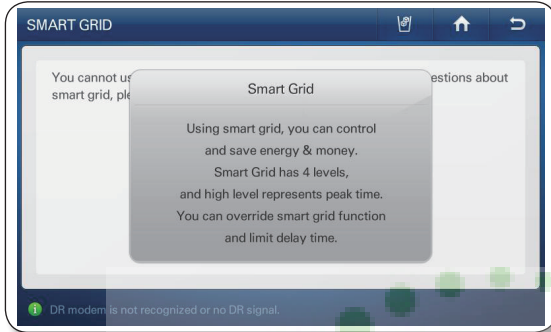 SMART GRID
You cannot us estions about
smart grid, ple
Smart Grid
Using smart grid, you can control
and save energy & money.
Smart Grid has 4 levels,
and high level represents peak time.
You can override smart grid function
and limit delay time.
DR modem is not recognized or no DR signal.